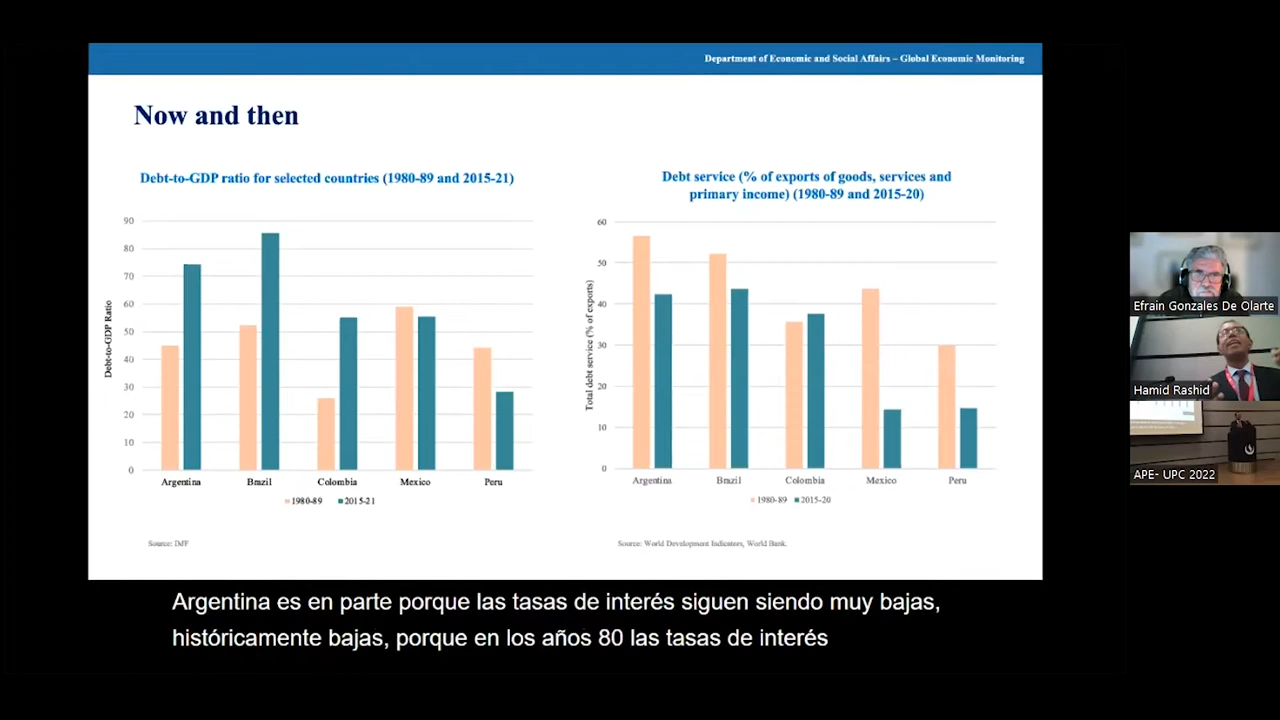 Department of Economic and Social Affairs – Global Economic Monitoring
Now and then
Debt-to-GDP ratio for selected countries (1980-89 and 2015-21)
90
80
70
60
50
40
30
20
10
0
Debt-to-GDP Ratio
Argentina
Brazil
Colombia
Mexico
Peru
1980-89
2015-21
Source: IMF
Debt service (% of exports of goods, services and
primary income) (1980-89 and 2015-20)
60
50
40
30
20
10
0
Total debt service (% of exports)
Argentina
Brazil
Colombia
Mexico
Peru
1980-89
2015-20
Source: World Development Indicators, World Bank.
Efrain Gonzales De Olarte
Hamid Rashid
APE- UPC 2022
Argentina es en parte porque las tasas de interés siguen siendo muy bajas,
históricamente bajas, porque en los años 80 las tasas de interés